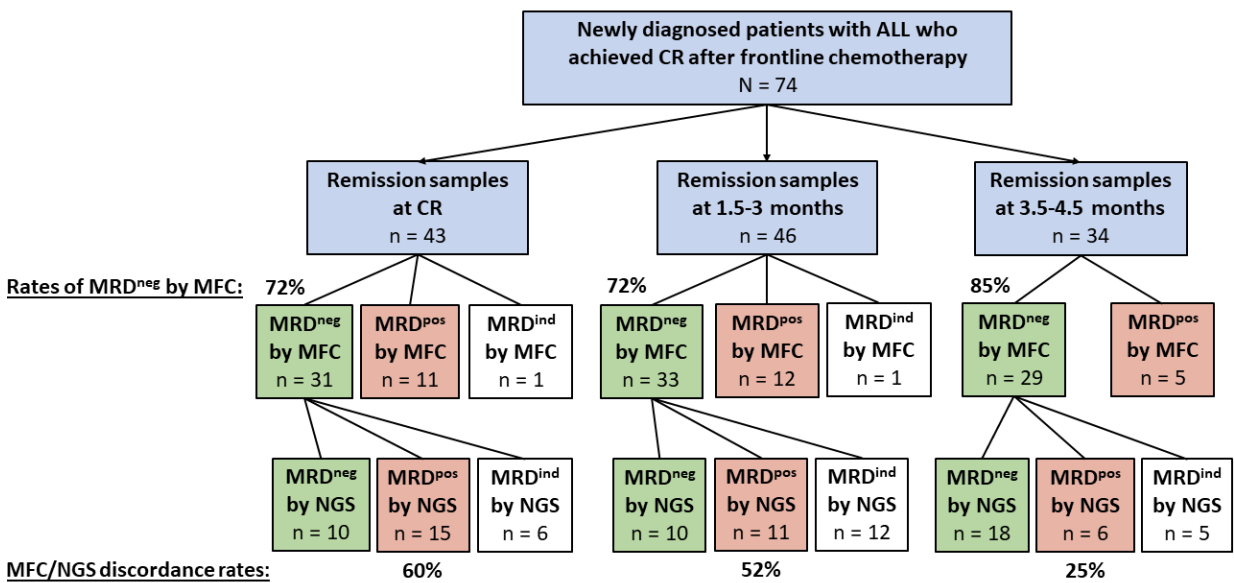 Newly diagnosed patients with ALL who
achieved CR after frontline chemotherapy
N = 74
Remission samples
at CR
n = 43
Remission samples
at 1.5-3 months
n = 46
Remission samples
at 3.5-4.5 months
n = 34
Rates of MRDneg by MFC:
72%
72%
85%
MRDneg
by MFC
n = 31
MRDpos
by MFC
n = 11
MRDind
by MFC
n = 1
MRDneg
by MFC
n = 33
MRDpos
by MFC
n = 12
MRDind
by MFC
n = 1
MRDneg
by MFC
n = 29
MRDpos
by MFC
n = 5
MRDneg
by NGS
n = 10
MRDpos
by NGS
n = 15
MRDind
by NGS
n = 6
MRDneg
by NGS
n = 10
MRDpos
by NGS
n = 11
MRDind
by NGS
n = 12
MRDneg
by NGS
n = 18
MRDpos
by NGS
n = 6
MRDind
by NGS
n = 5
MFC/NGS discordance rates:
60%
52%
25%